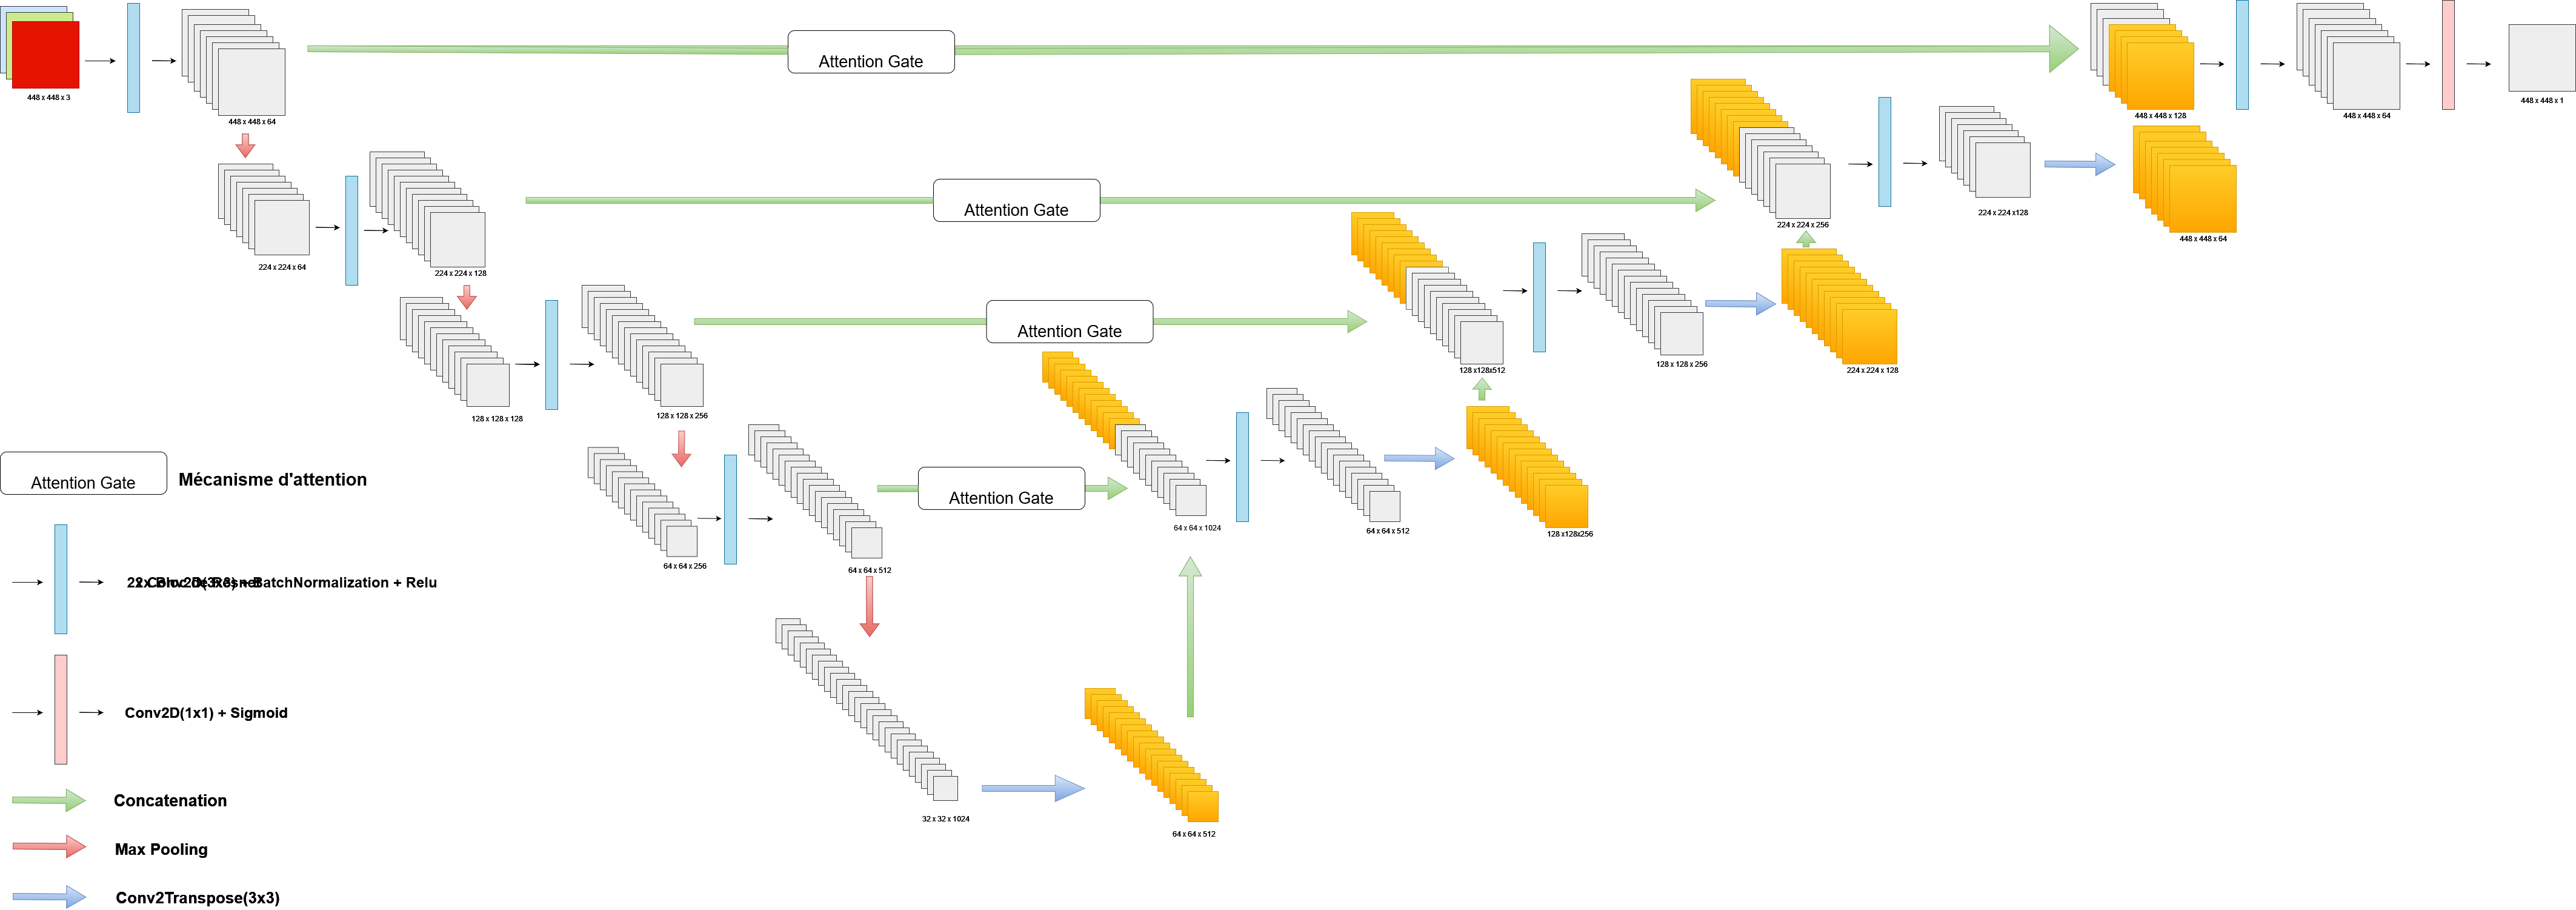 Attention Gate
448 x 448 x 3
448 x 448 x 64
448 x 448 x 128
448 x 448 x 64
448 x 448 x 1
Attention Gate
224 x 224 x 64
224 x 224 x 128
224 x 224 x 256
224 x 224 x128
448 x 448 x 64
Attention Gate
128 x 128 x 128
128 x 128 x 256
128 x128x512
128 x 128 x 256
224 x 224 x 128
Attention Gate
64 x 64 x 256
64 x 64 x 512
64 x 64 x 1024
64 x 64 x 512
128 x128x256
32 x 32 x 1024
64 x 64 x 512
Attention Gate
Mécanisme d'attention
BatchNormalization + Relu
Conv2D(1x1) + Sigmoid
Concatenation
Max Pooling
Conv2Transpose(3x3)